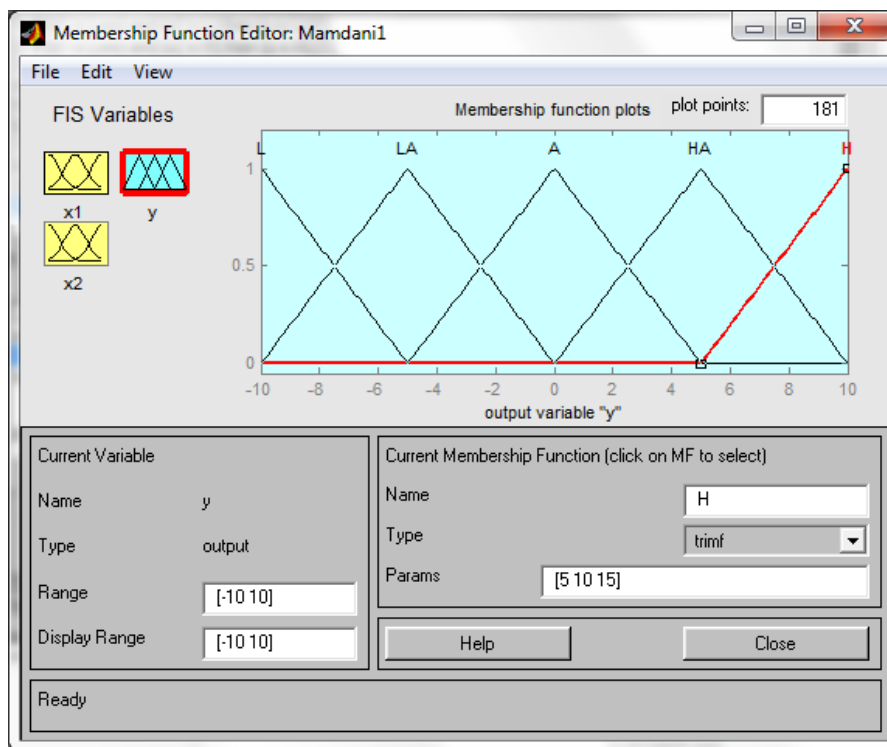 Membership Function Editor: Mamdani1
File Edit View
FIS Variables
Membership function plots plot points: 181
x1
y
x2
L LA A HA H
1
0.5
0
-10 -8 -6 -4 -2 0 2 4 6 8 10
output variable "y"
Current Variable
Name y
Type output
Range [-10 10]
Display Range [-10 10]
Current Membership Function (click on MF to select)
Name H
Type trimf
Params [5 10 15]
Help Close
Ready